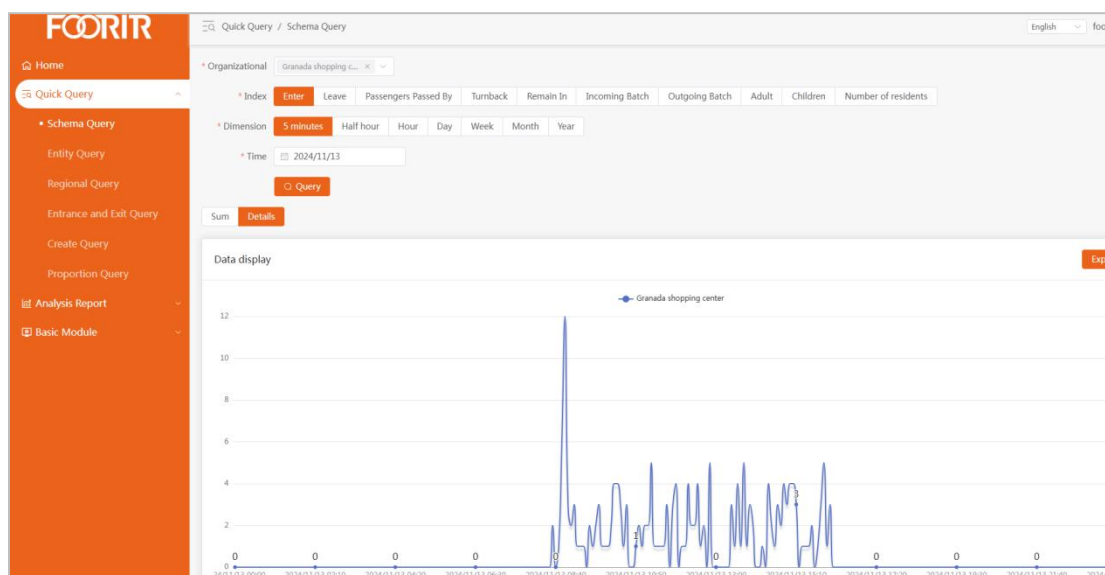 FOORIR
Quick Query / Schema Query
English
foo
Home
Quick Query
Schema Query
Entity Query
Regional Query
Entrance and Exit Query
Create Query
Proportion Query
Analysis Report
Basic Module
* Organizational Granada shopping c... ×
* Index Enter Leave Passengers Passed By Turnback Remain In Incoming Batch Outgoing Batch Adult Children Number of residents
* Dimension 5 minutes Half hour Hour Day Week Month Year
* Time 2024/11/13
Query
Sum Details
Data display
Exp
Granada shopping center
12
10
8
6
4
3
2
1
0 0 0 0 0 0 0 0 0
0